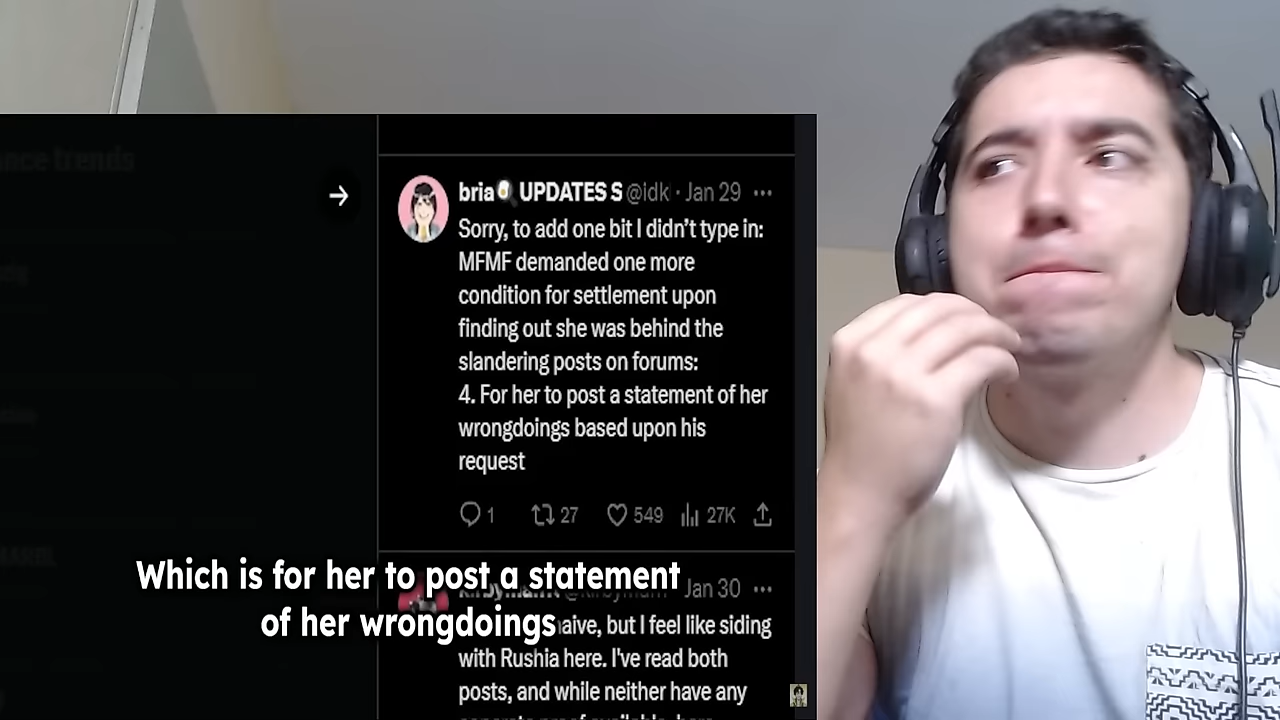 bria UPDATES S @idk · Jan 29 ···
Sorry, to add one bit I didn't type in:
MFMF demanded one more
condition for settlement upon
finding out she was behind the
slandering posts on forums:
4. For her to post a statement of her
wrongdoings based upon his
request
1 27 549 27K
Which is for her to post a statement
of her wrongdoings
Jan 30 ···
naive, but I feel like siding
with Rushia here. I've read both
posts, and while neither have any